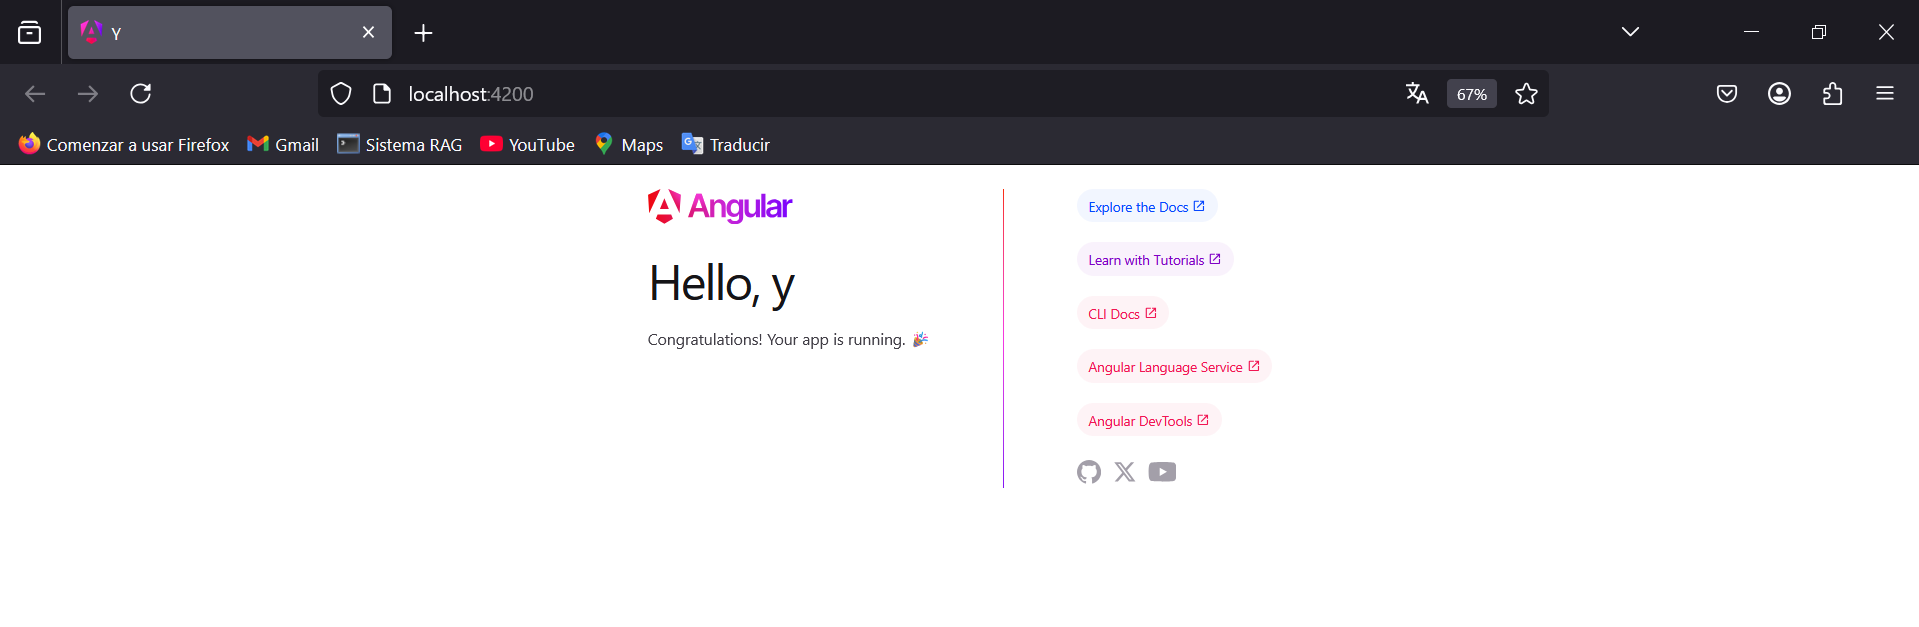 Y
localhost:4200
67%
Comenzar a usar Firefox
Gmail
Sistema RAG
YouTube
Maps
Traducir
Angular
Hello, y
Congratulations! Your app is running. 🎉
Explore the Docs
Learn with Tutorials
CLI Docs
Angular Language Service
Angular DevTools